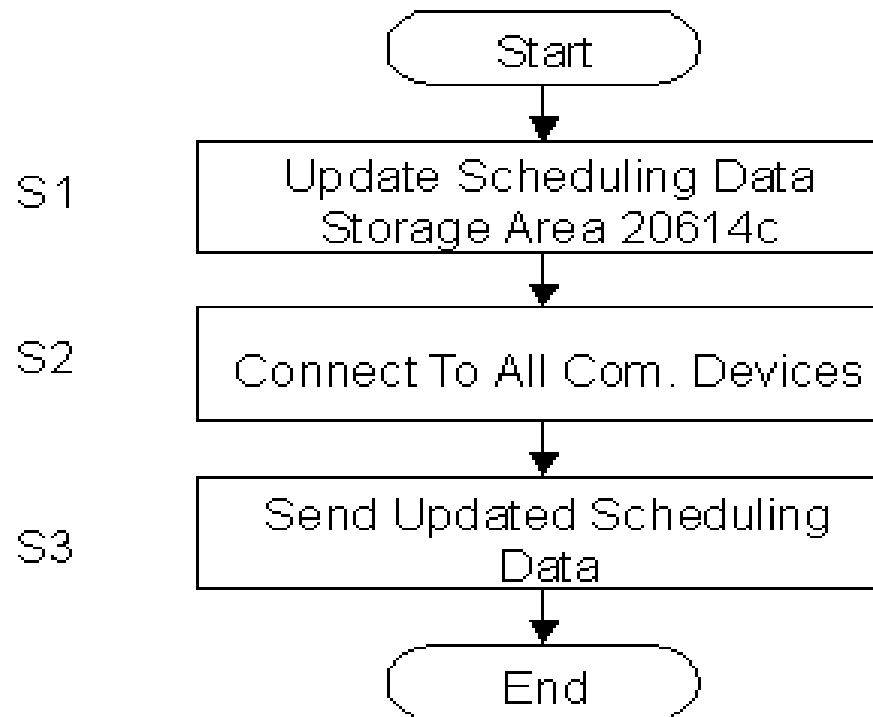 Start
S1
Update Scheduling Data
Storage Area 20614c
S2
Connect To All Com. Devices
S3
Send Updated Scheduling
Data
End